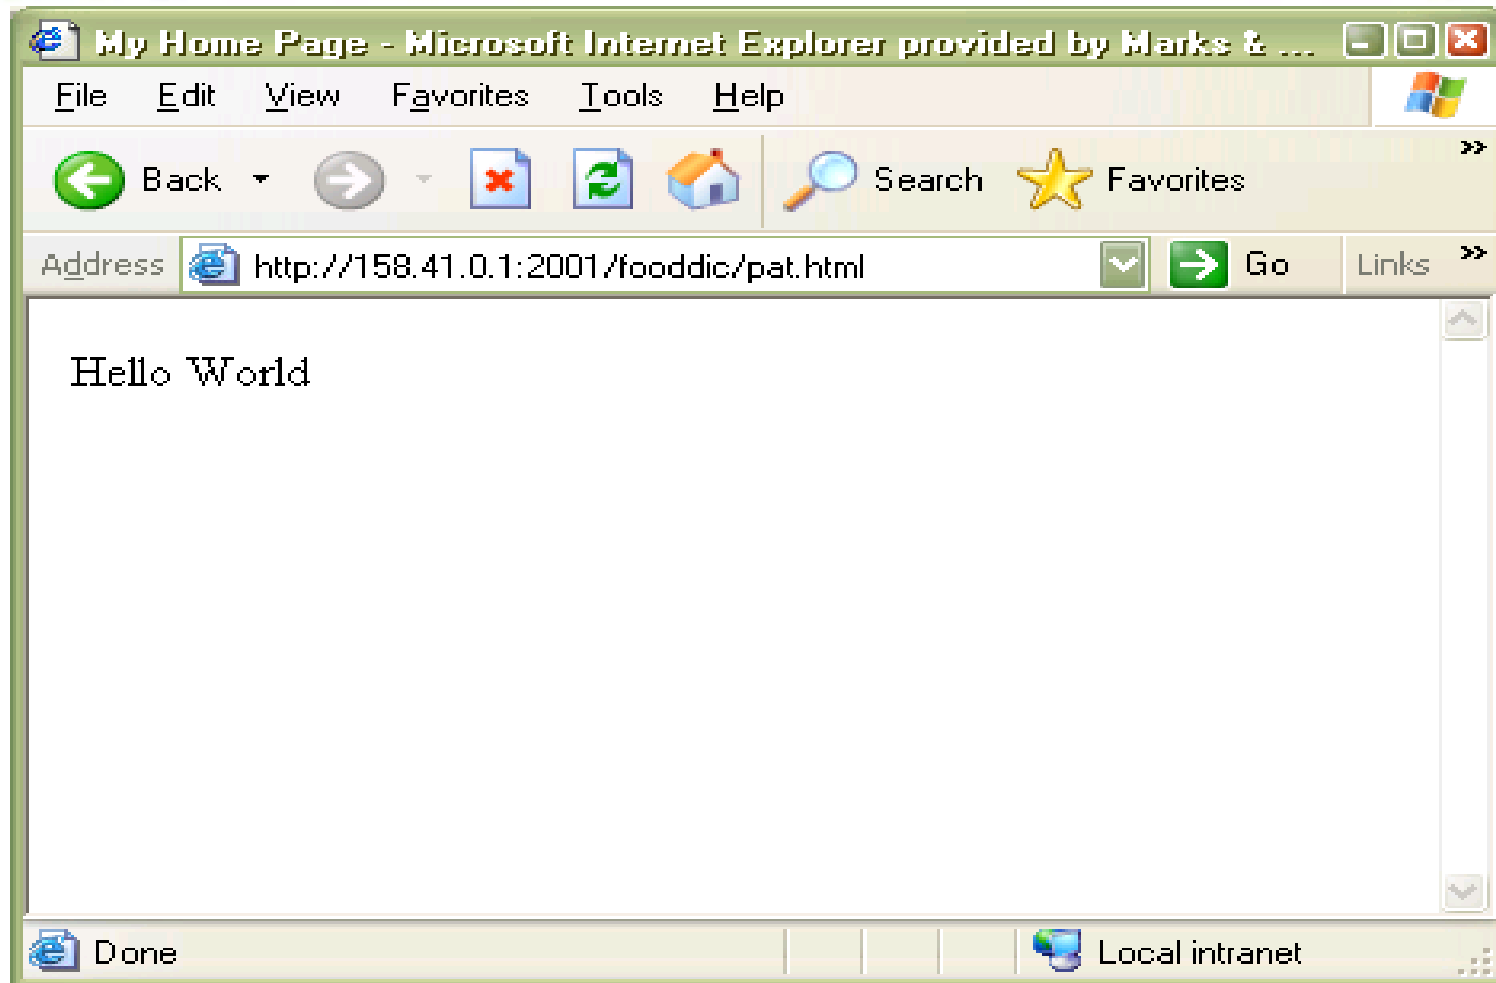 My Home Page - Microsoft Internet Explorer provided by Marks & ...
File Edit View Favorites Tools Help
Back Search Favorites »
Address http://158.41.0.1:2001/fooddic/pat.html Go Links »
Hello World
Done Local intranet